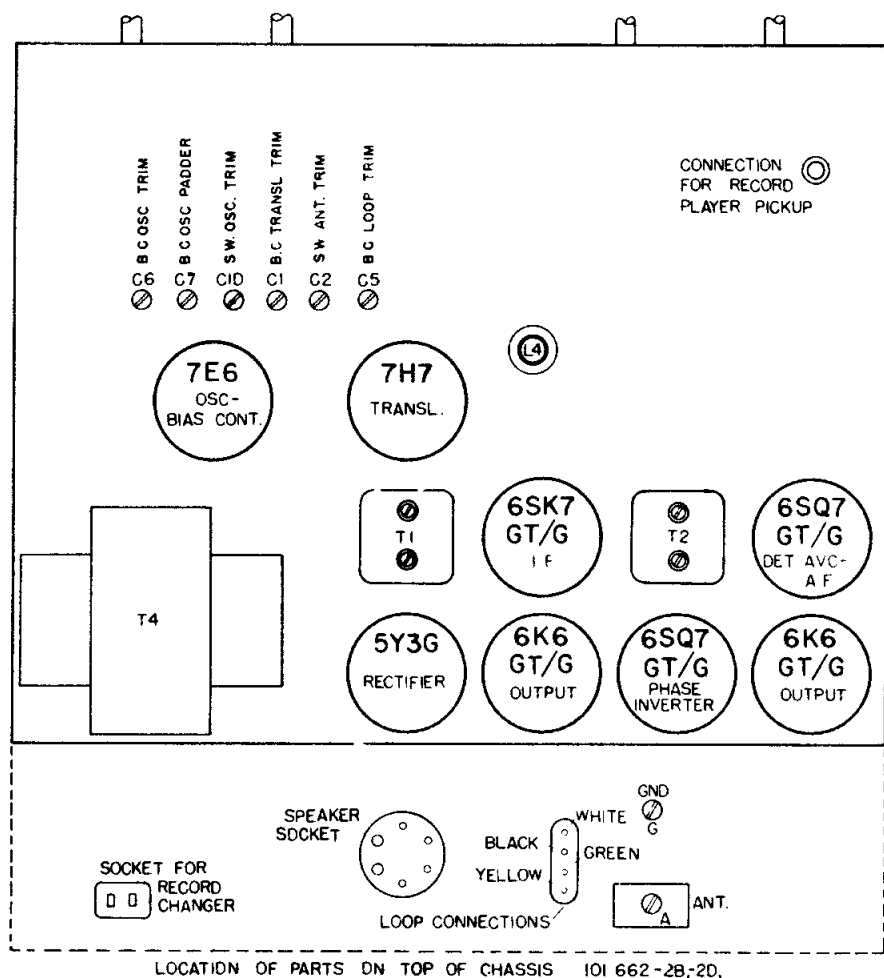 B C OSC TRIM
B C OSC PADDER
S.W. OSC. TRIM
B.C TRANSL TRIM
S W ANT. TRIM
B C LOOP TRIM
C6 C7 C1D C1 C2 C5
CONNECTION
FOR RECORD
PLAYER PICKUP
L4
7E6
OSC-
BIAS CONT.
7H7
TRANSL.
T1
6SK7
GT/G
I F
T2
6SQ7
GT/G
DET AVC-
A F
T4
5Y3G
RECTIFIER
6K6
GT/G
OUTPUT
6SQ7
GT/G
PHASE
INVERTER
6K6
GT/G
OUTPUT
SPEAKER
SOCKET
WHITE
BLACK
GREEN
YELLOW
LOOP CONNECTIONS
GND
G
A
ANT.
SOCKET FOR
RECORD
CHANGER
LOCATION OF PARTS ON TOP OF CHASSIS 101 662-2B,-2D.